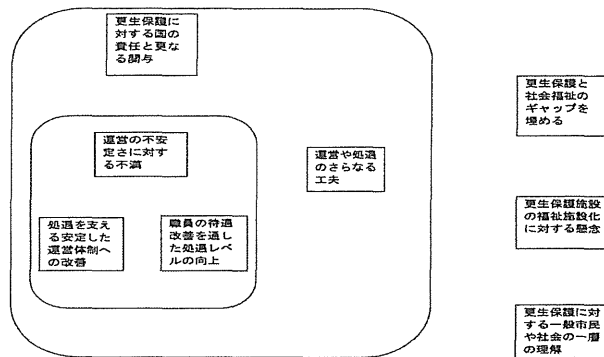 更生保護に
対する国の
責任と更な
る関与
運営の不安
定さに対す
る不満
処遇を支え
る安定した
運営体制へ
の改善
職員の待遇
改善を通し
た処遇レベ
ルの向上
運営や処遇
のさらなる
工夫
更生保護と
社会福祉の
ギャップを
埋める
更生保護施設
の福祉施設化
に対する懸念
更生保護に対
する一般市民
や社会の一層
の理解